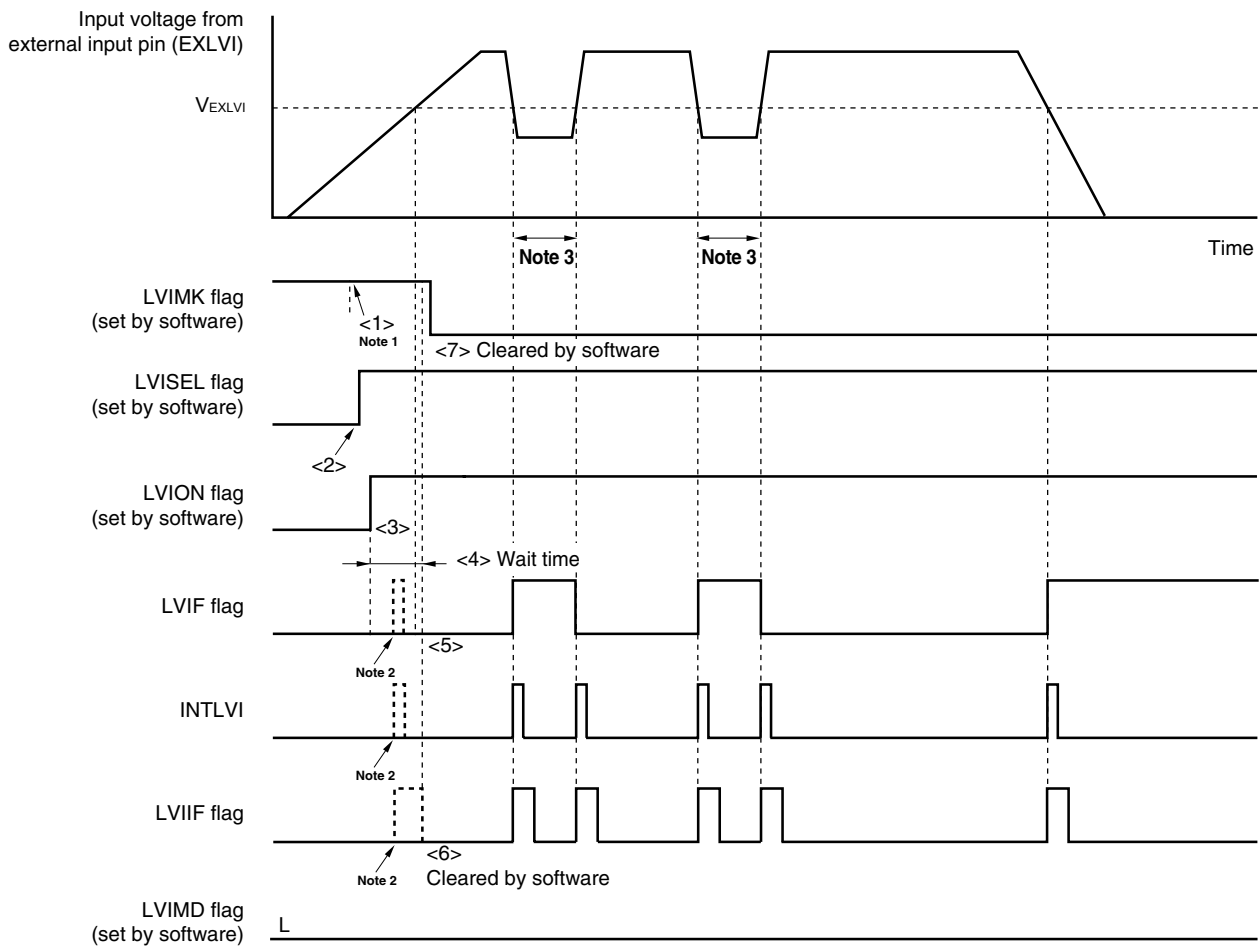 Input voltage from
external input pin (EXLVI)
VEXLVI
Note 3
Note 3
Time
LVIMK flag
(set by software)
<1>
Note 1
<7> Cleared by software
LVISEL flag
(set by software)
<2>
LVION flag
(set by software)
<3>
<4> Wait time
LVIF flag
<5>
Note 2
INTLVI
Note 2
LVIIF flag
<6>
Note 2
Cleared by software
LVIMD flag
(set by software)
L